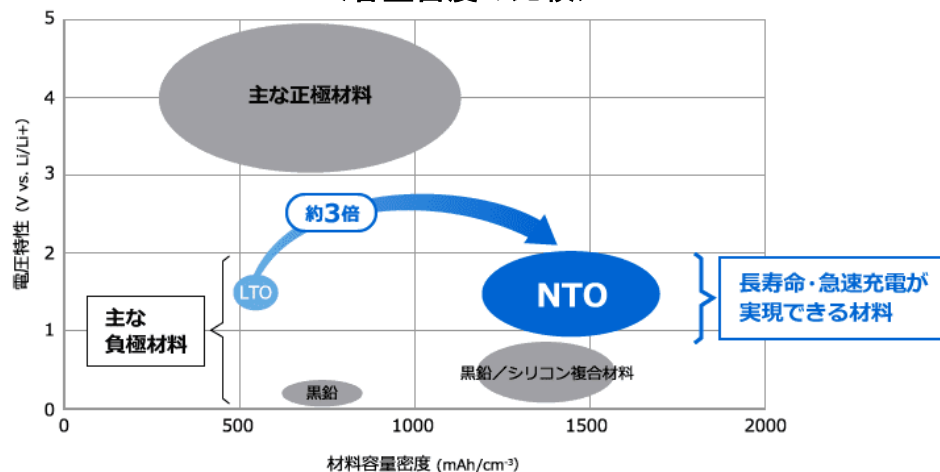 5
4
3
2
1
0
電圧特性 (V vs. Li/Li+)
主な正極材料
約3倍
LTO
NTO
長寿命・急速充電が
実現できる材料
主な
負極材料
黒鉛
黒鉛／シリコン複合材料
0
500
1000
1500
2000
材料容量密度 (mAh/cm⁻³)